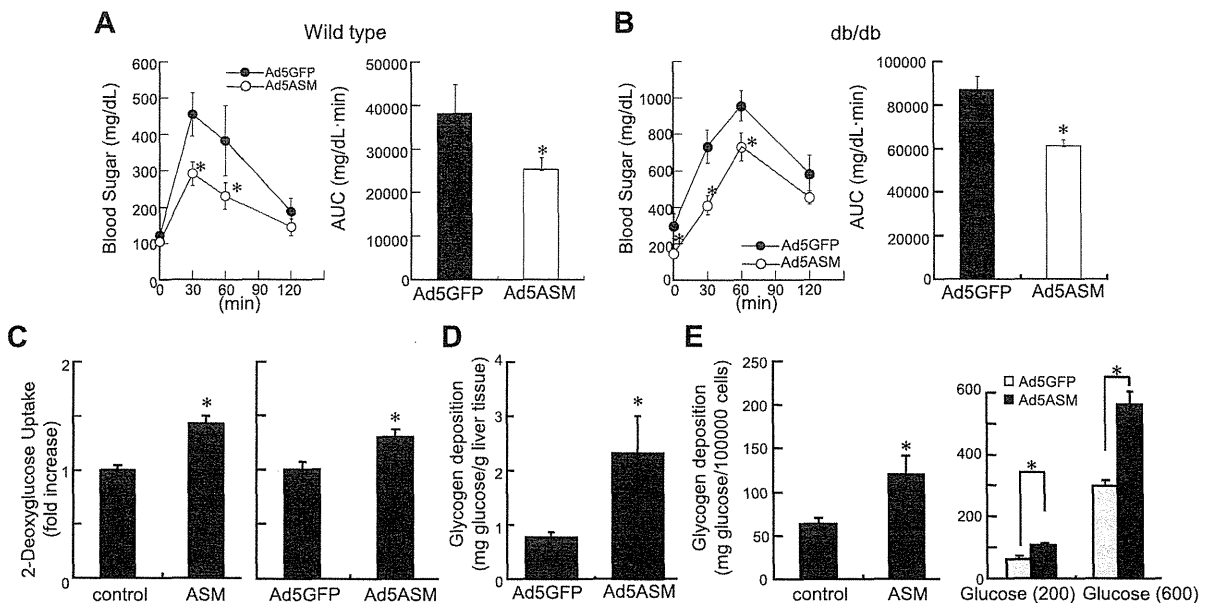 A
Wild type
Blood Sugar (mg/dL)
600
500
400
300
200
100
0
Ad5GFP
Ad5ASM
*
*
0 30 60 90 120
(min)
AUC (mg/dL·min)
50000
40000
30000
20000
10000
0
*
Ad5GFP Ad5ASM
B
db/db
Blood Sugar (mg/dL)
1000
800
600
400
200
0
*
*
*
Ad5GFP
Ad5ASM
0 30 60 90 120
(min)
AUC (mg/dL·min)
100000
80000
60000
40000
20000
0
*
Ad5GFP Ad5ASM
C
2-Deoxyglucose Uptake
(fold increase)
2
1
0
*
control ASM
*
Ad5GFP Ad5ASM
D
Glycogen deposition
(mg glucose/g liver tissue)
4
3
2
1
0
*
Ad5GFP Ad5ASM
E
Glycogen deposition
(mg glucose/100000 cells)
250
200
150
100
50
0
*
control ASM
600
400
200
0
Ad5GFP
Ad5ASM
*
*
Glucose (200) Glucose (600)